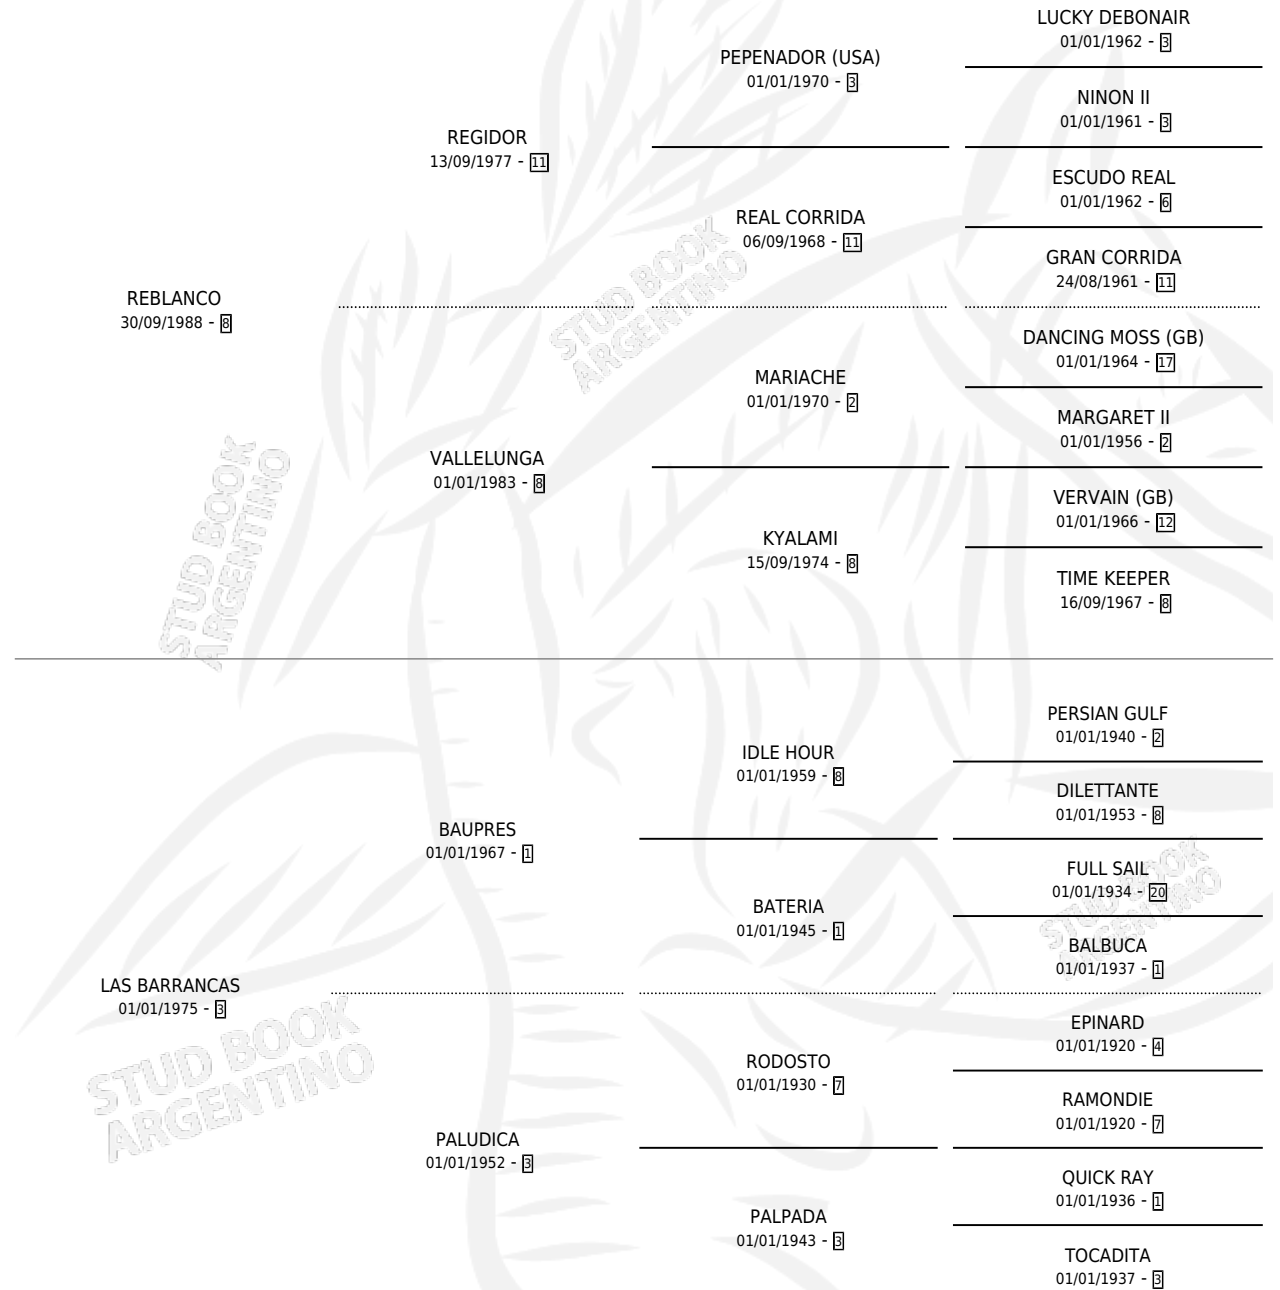 LUCKY DEBONAIR
01/01/1962 - 3
PEPENADOR (USA)
01/01/1970 - 3
NINON II
01/01/1961 - 3
REGIDOR
13/09/1977 - 11
ESCUDO REAL
01/01/1962 - 6
REAL CORRIDA
06/09/1968 - 11
GRAN CORRIDA
24/08/1961 - 11
REBLANCO
30/09/1988 - 8
DANCING MOSS (GB)
01/01/1964 - 17
MARIACHE
01/01/1970 - 2
MARGARET II
01/01/1956 - 2
VALLELUNGA
01/01/1983 - 8
VERVAIN (GB)
01/01/1966 - 12
KYALAMI
15/09/1974 - 8
TIME KEEPER
16/09/1967 - 8
PERSIAN GULF
01/01/1940 - 2
IDLE HOUR
01/01/1959 - 8
DILETTANTE
01/01/1953 - 8
BAUPRES
01/01/1967 - 1
FULL SAIL
01/01/1934 - 20
BATERIA
01/01/1945 - 1
BALBUCA
01/01/1937 - 1
LAS BARRANCAS
01/01/1975 - 3
EPINARD
01/01/1920 - 4
RODOSTO
01/01/1930 - 7
RAMONDIE
01/01/1920 - 7
PALUDICA
01/01/1952 - 3
QUICK RAY
01/01/1936 - 1
PALPADA
01/01/1943 - 3
TOCADITA
01/01/1937 - 3
STUD BOOK
ARGENTINO
STUD BOOK
ARGENTINO
STUD BOOK
ARGENTINO
STUD BOOK
ARGENTINO